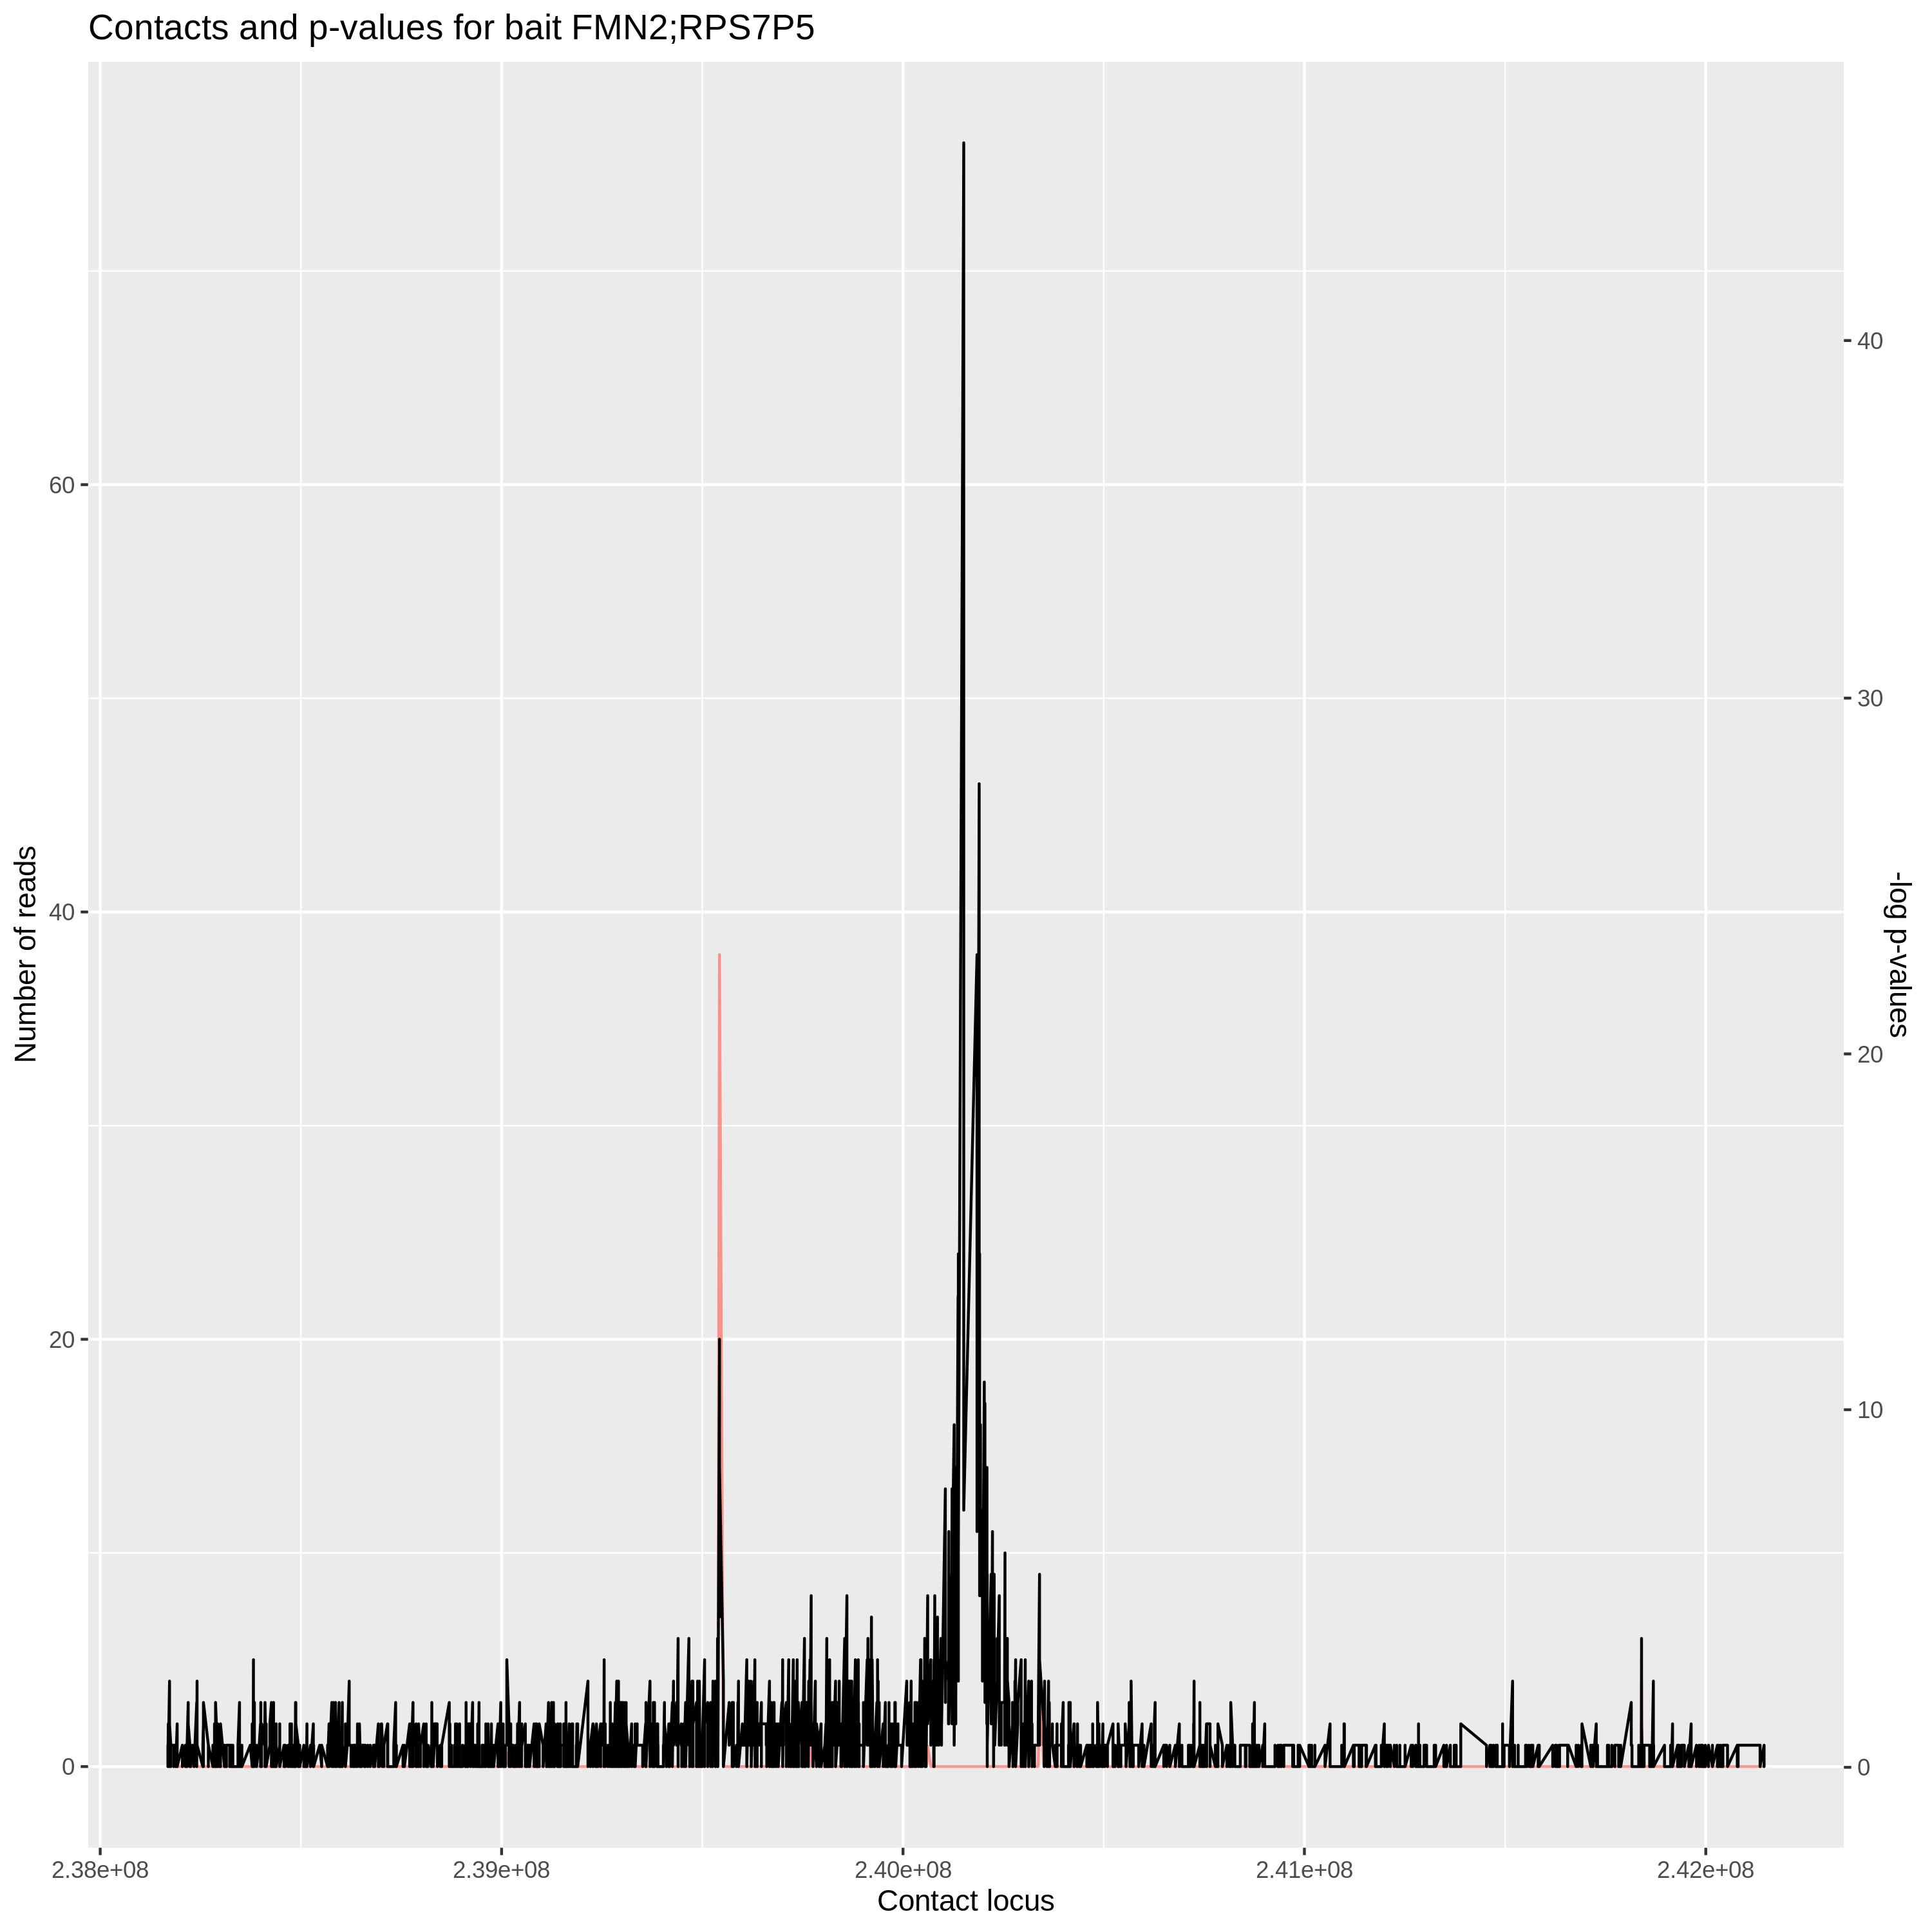 Contacts and p-values for bait FMN2;RPS7P5
Number of reads
60
40
20
0
40
30
20
10
0
-log p-values
2.38e+08 2.39e+08 2.40e+08 2.41e+08 2.42e+08
Contact locus